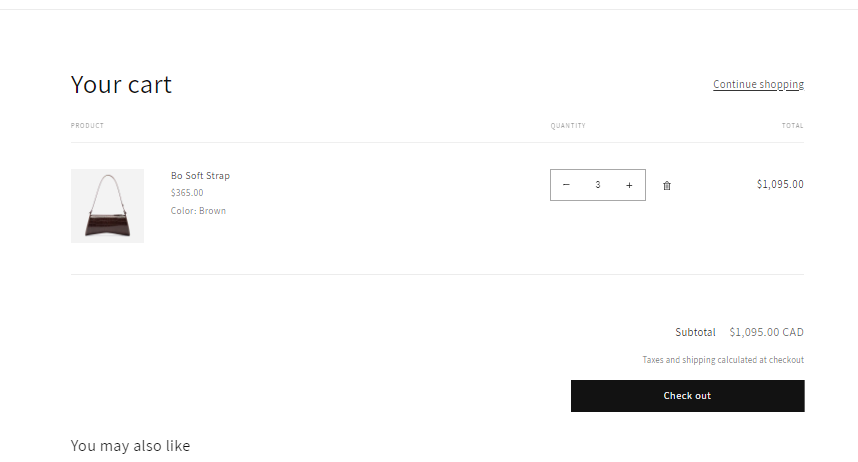 Your cart
Continue shopping
PRODUCT
QUANTITY
TOTAL
Bo Soft Strap
$365.00
Color: Brown
− 3 +
$1,095.00
Subtotal $1,095.00 CAD
Taxes and shipping calculated at checkout
Check out
You may also like